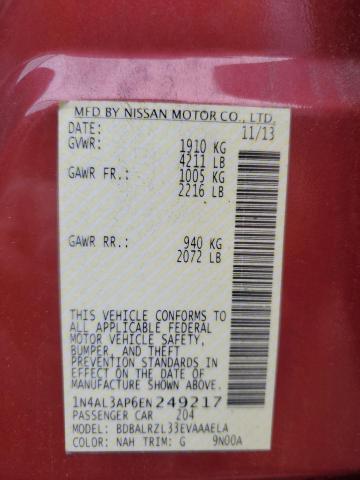 MFD BY NISSAN MOTOR CO., LTD.
DATE: 11/13
GVWR: 1910 KG
4211 LB
GAWR FR: 1005 KG
2216 LB
GAWR RR: 940 KG
2072 LB
THIS VEHICLE CONFORMS TO
ALL APPLICABLE FEDERAL
MOTOR VEHICLE SAFETY,
BUMPER, AND THEFT
PREVENTION STANDARDS IN
EFFECT ON THE DATE OF
MANUFACTURE SHOWN ABOVE.
1N4AL3AP6EN249217
PASSENGER CAR 204
MODEL: BDBALRZL33EVAAAELA
COLOR: NAH TRIM: G 9N00A